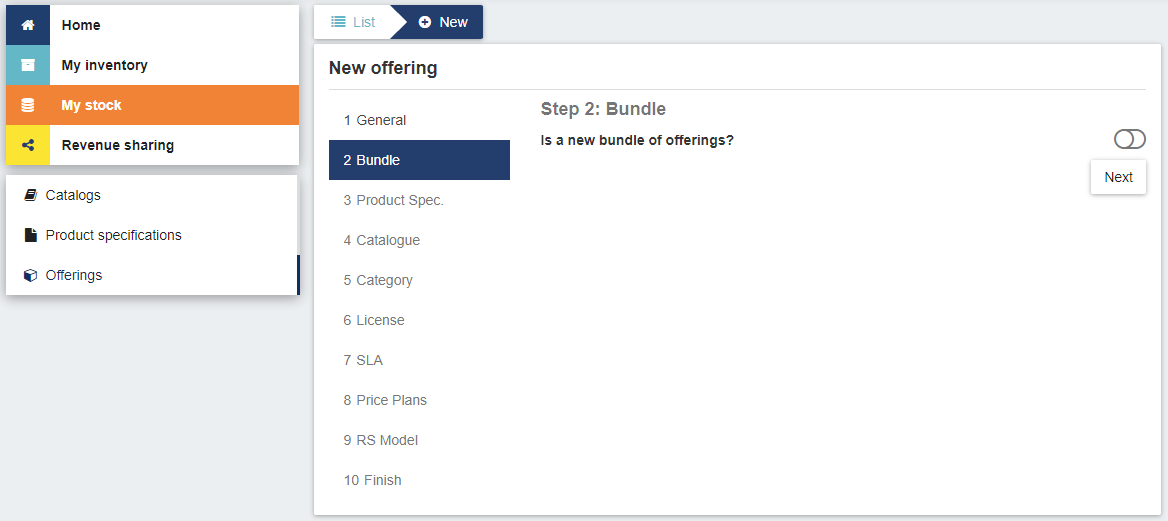 Home
My inventory
My stock
Revenue sharing
Catalogs
Product specifications
Offerings
List
New
New offering
1 General
2 Bundle
3 Product Spec.
4 Catalogue
5 Category
6 License
7 SLA
8 Price Plans
9 RS Model
10 Finish
Step 2: Bundle
Is a new bundle of offerings?
Next